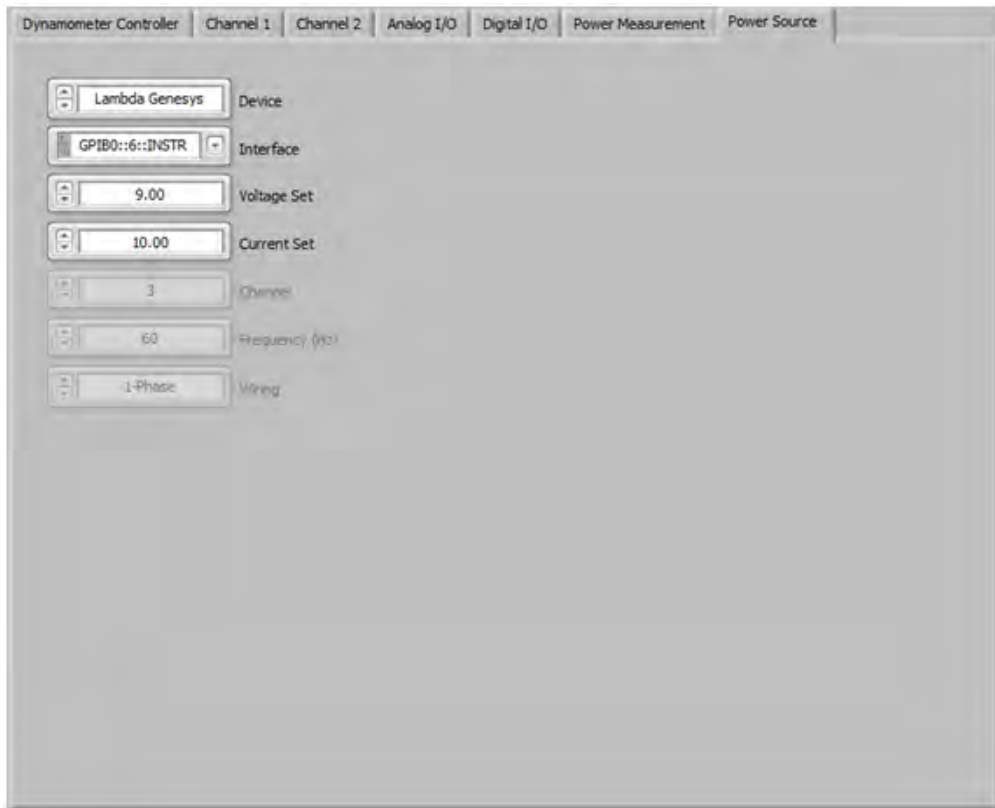 Dynamometer Controller Channel 1 Channel 2 Analog I/O Digital I/O Power Measurement Power Source
Lambda Genesys Device
GPIB0::6::INSTR Interface
9.00 Voltage Set
10.00 Current Set
3 Channel
60 Frequency (Hz)
1-Phase Wiring